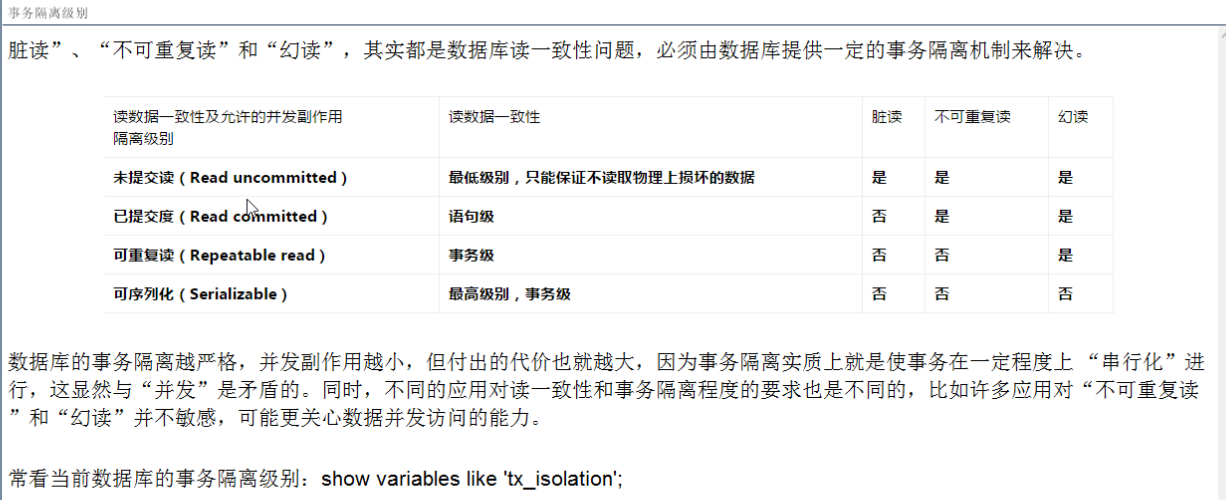 事务隔离级别
脏读”、“不可重复读”和“幻读”，其实都是数据库读一致性问题，必须由数据库提供一定的事务隔离机制来解决。
读数据一致性及允许的并发副作用
隔离级别
读数据一致性 脏读 不可重复读 幻读
未提交读（Read uncommitted） 最低级别，只能保证不读取物理上损坏的数据 是 是 是
已提交度（Read committed） 语句级 否 是 是
可重复读（Repeatable read） 事务级 否 否 是
可序列化（Serializable） 最高级别，事务级 否 否 否
数据库的事务隔离越严格，并发副作用越小，但付出的代价也就越大，因为事务隔离实质上就是使事务在一定程度上 “串行化”进
行，这显然与“并发”是矛盾的。同时，不同的应用对读一致性和事务隔离程度的要求也是不同的，比如许多应用对“不可重复读
”和“幻读”并不敏感，可能更关心数据并发访问的能力。
常看当前数据库的事务隔离级别：show variables like 'tx_isolation';